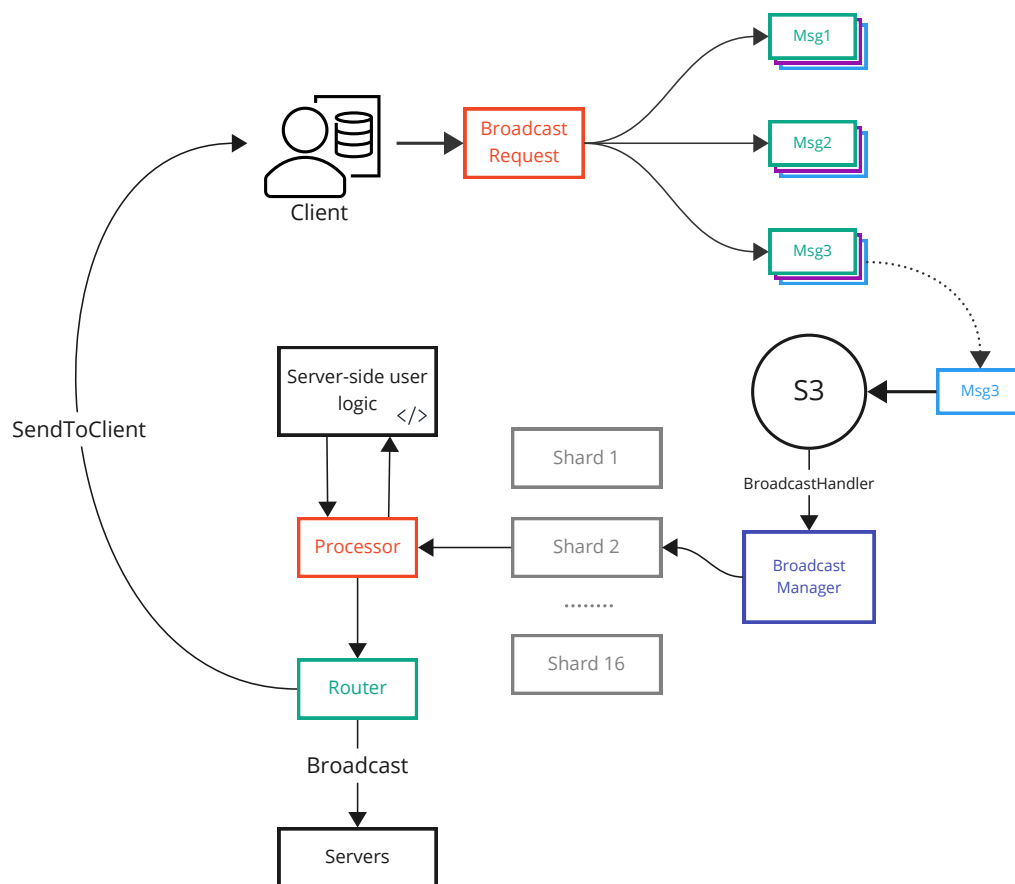 Msg1
Broadcast
Request
Msg2
Client
Msg3
Server-side user
logic
</>
S3
Msg3
SendToClient
Shard 1
BroadcastHandler
Processor
Shard 2
Broadcast
Manager
........
Shard 16
Router
Broadcast
Servers